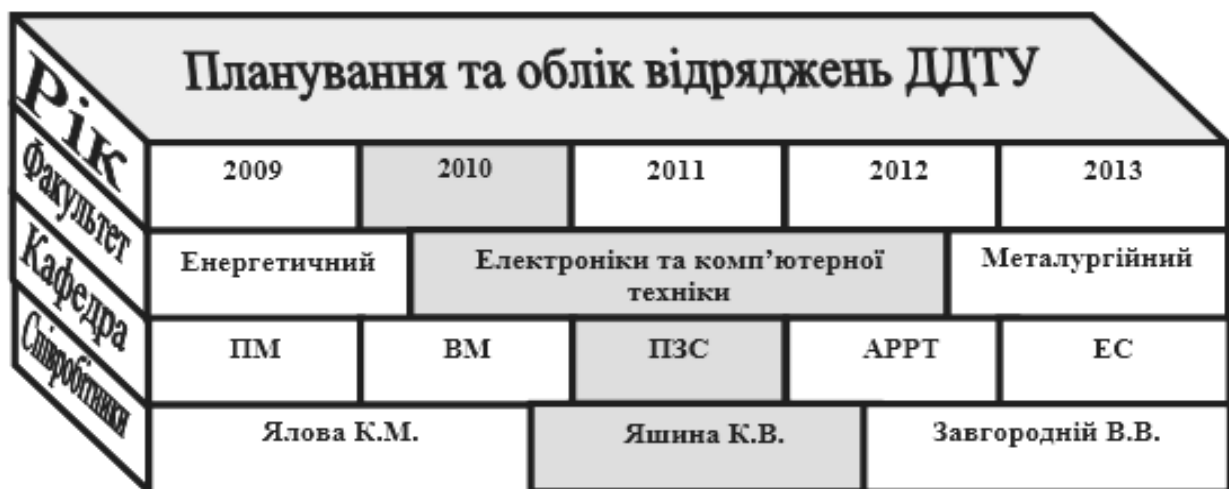 Планування та облік відряджень ДДТУ
Рік
2009 2010 2011 2012 2013
Факультет
Енергетичний Електроніки та комп’ютерної техніки Металургійний
Кафедра
ПМ ВМ ПЗС АРРТ ЕС
Співробітники
Ялова К.М. Яшина К.В. Завгородній В.В.